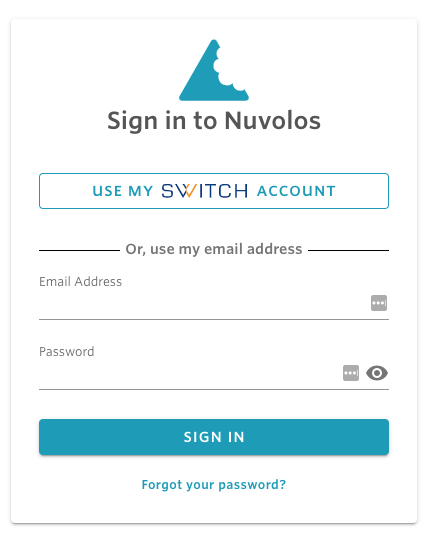 Sign in to Nuvolos
USE MY SWITCH ACCOUNT
Or, use my email address
Email Address
Password
SIGN IN
Forgot your password?